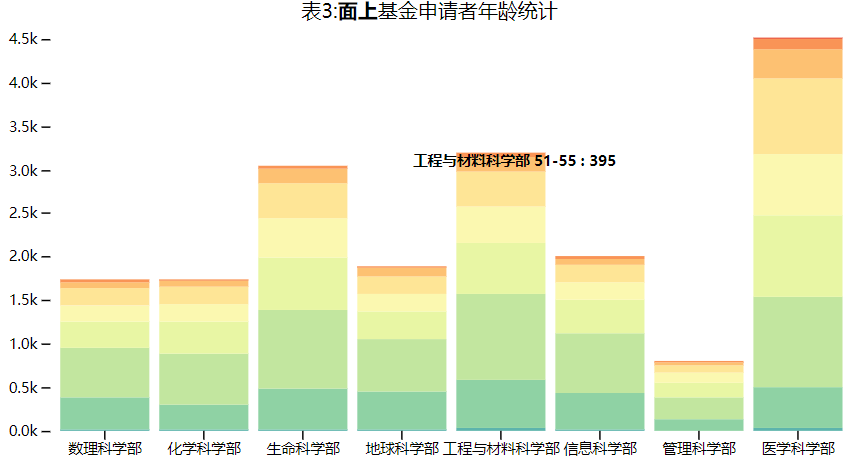 表3:面上基金申请者年龄统计
4.5k
4.0k
3.5k
工程与材料科学部 51-55 : 395
3.0k
2.5k
2.0k
1.5k
1.0k
0.5k
0.0k
数理科学部 化学科学部 生命科学部 地球科学部 工程与材料科学部 信息科学部 管理科学部 医学科学部